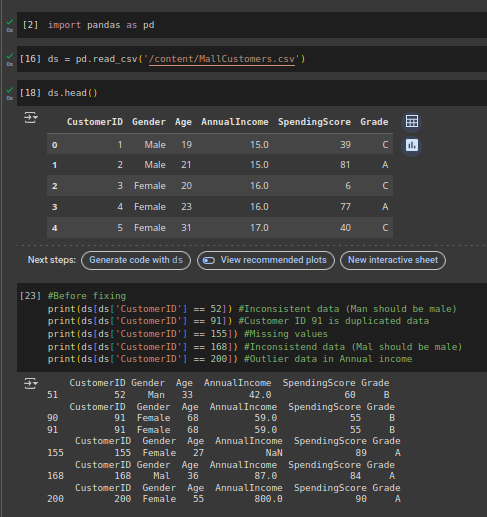 [2] import pandas as pd
0s
[16] ds = pd.read_csv('/content/MallCustomers.csv')
0s
[18] ds.head()
0s
CustomerID Gender Age AnnualIncome SpendingScore Grade
0 1 Male 19 15.0 39 C
1 2 Male 21 15.0 81 A
2 3 Female 20 16.0 6 C
3 4 Female 23 16.0 77 A
4 5 Female 31 17.0 40 C
Next steps: Generate code with ds View recommended plots New interactive sheet
[23] #Before fixing
print(ds[ds['CustomerID'] == 52]) #Inconsistent data (Man should be male)
print(ds[ds['CustomerID'] == 91]) #Customer ID 91 is duplicated data
print(ds[ds['CustomerID'] == 155]) #Missing values
print(ds[ds['CustomerID'] == 168]) #Inconsistend data (Mal should be male)
print(ds[ds['CustomerID'] == 200]) #Outlier data in Annual income
CustomerID Gender Age AnnualIncome SpendingScore Grade
51 52 Man 33 42.0 60 B
CustomerID Gender Age AnnualIncome SpendingScore Grade
90 91 Female 68 59.0 55 B
91 91 Female 68 59.0 55 B
CustomerID Gender Age AnnualIncome SpendingScore Grade
155 155 Female 27 NaN 89 A
CustomerID Gender Age AnnualIncome SpendingScore Grade
168 168 Mal 36 87.0 84 A
CustomerID Gender Age AnnualIncome SpendingScore Grade
200 200 Female 55 800.0 90 A